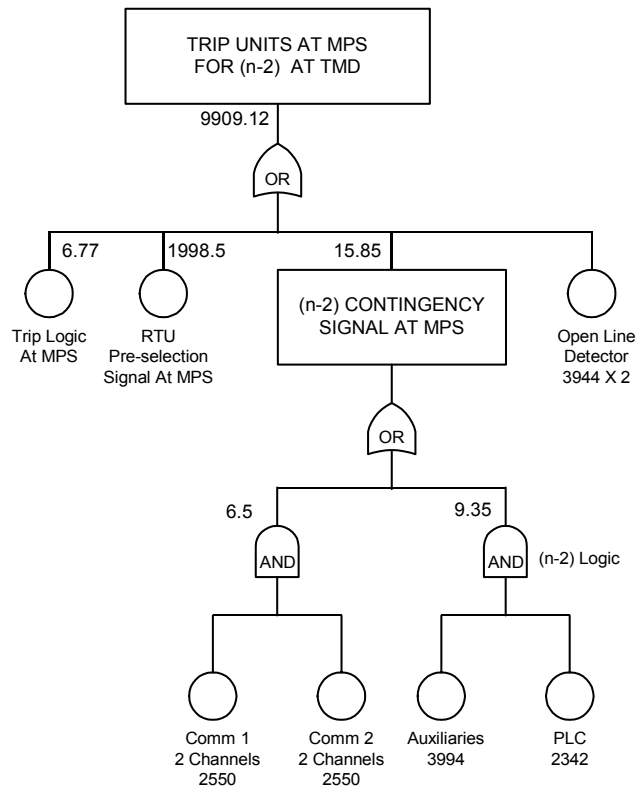 TRIP UNITS AT MPS
FOR (n-2) AT TMD
9909.12
OR
6.77
1998.5
15.85
Trip Logic
At MPS
RTU
Pre-selection
Signal At MPS
(n-2) CONTINGENCY
SIGNAL AT MPS
Open Line
Detector
3944 X 2
OR
6.5
9.35
AND
AND
(n-2) Logic
Comm 1
2 Channels
2550
Comm 2
2 Channels
2550
Auxiliaries
3994
PLC
2342